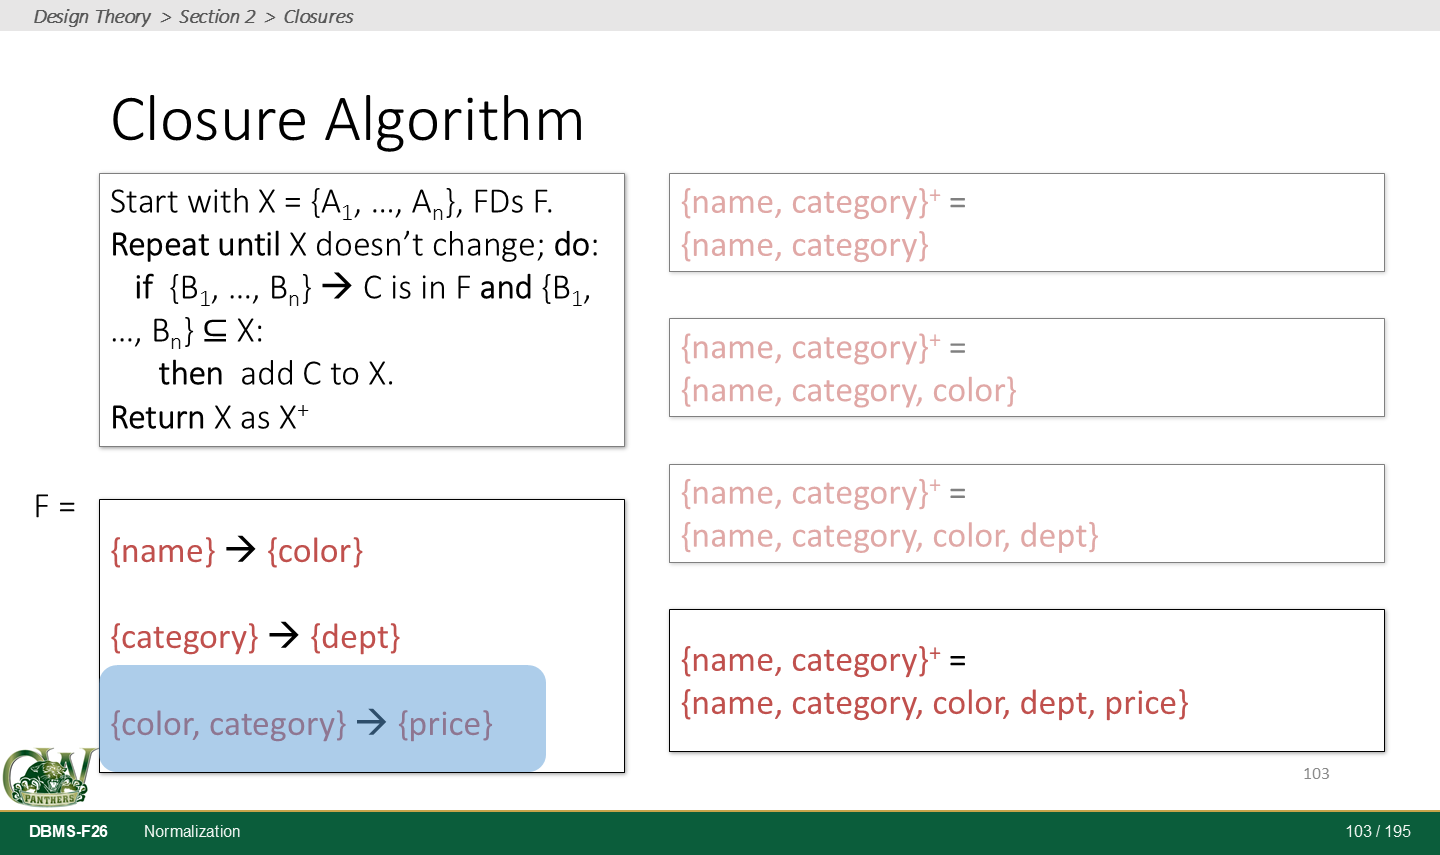 Design Theory > Section 2 > Closures
Closure Algorithm
Start with X = {A1, …, An}, FDs F.
Repeat until X doesn’t change; do:
if {B1, …, Bn} → C is in F and {B1,
…, Bn} ⊆ X:
then add C to X.
Return X as X+
F =
{name} → {color}
{category} → {dept}
{color, category} → {price}
{name, category}+ =
{name, category}
{name, category}+ =
{name, category, color}
{name, category}+ =
{name, category, color, dept}
{name, category}+ =
{name, category, color, dept, price}
103
PANTHERS
DBMS-F26 Normalization 103 / 195